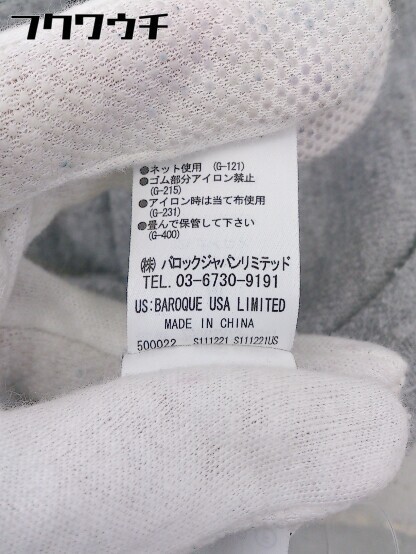 フクワウチ
●ネット使用 (G-121)
●ゴム部分アイロン禁止
(G-215)
●アイロン時は当て布使用
(G-231)
●畳んで保管して下さい
(G-400)
㈱ バロックジャパンリミテッド
TEL. 03-6730-9191
US:BAROQUE USA LIMITED
MADE IN CHINA
500022 S111221 S111221US